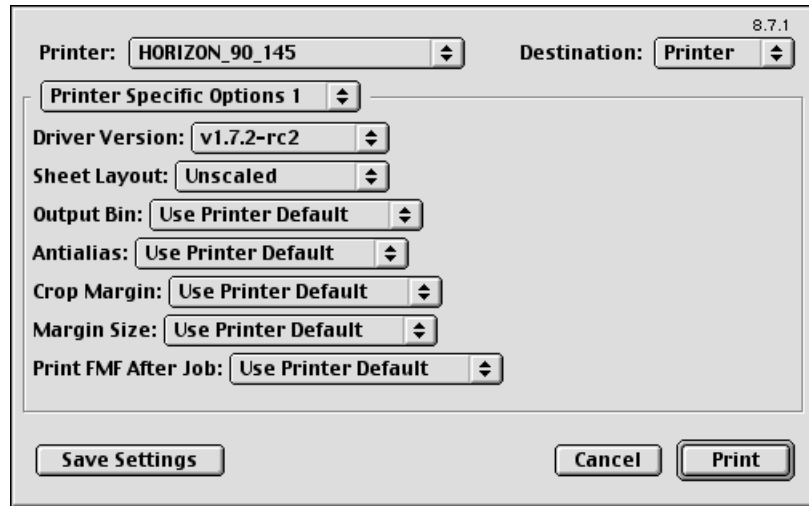 8.7.1
Printer: HORIZON_90_145 Destination: Printer
Printer Specific Options 1
Driver Version: v1.7.2-rc2
Sheet Layout: Unscaled
Output Bin: Use Printer Default
Antialias: Use Printer Default
Crop Margin: Use Printer Default
Margin Size: Use Printer Default
Print FMF After Job: Use Printer Default
Save Settings Cancel Print